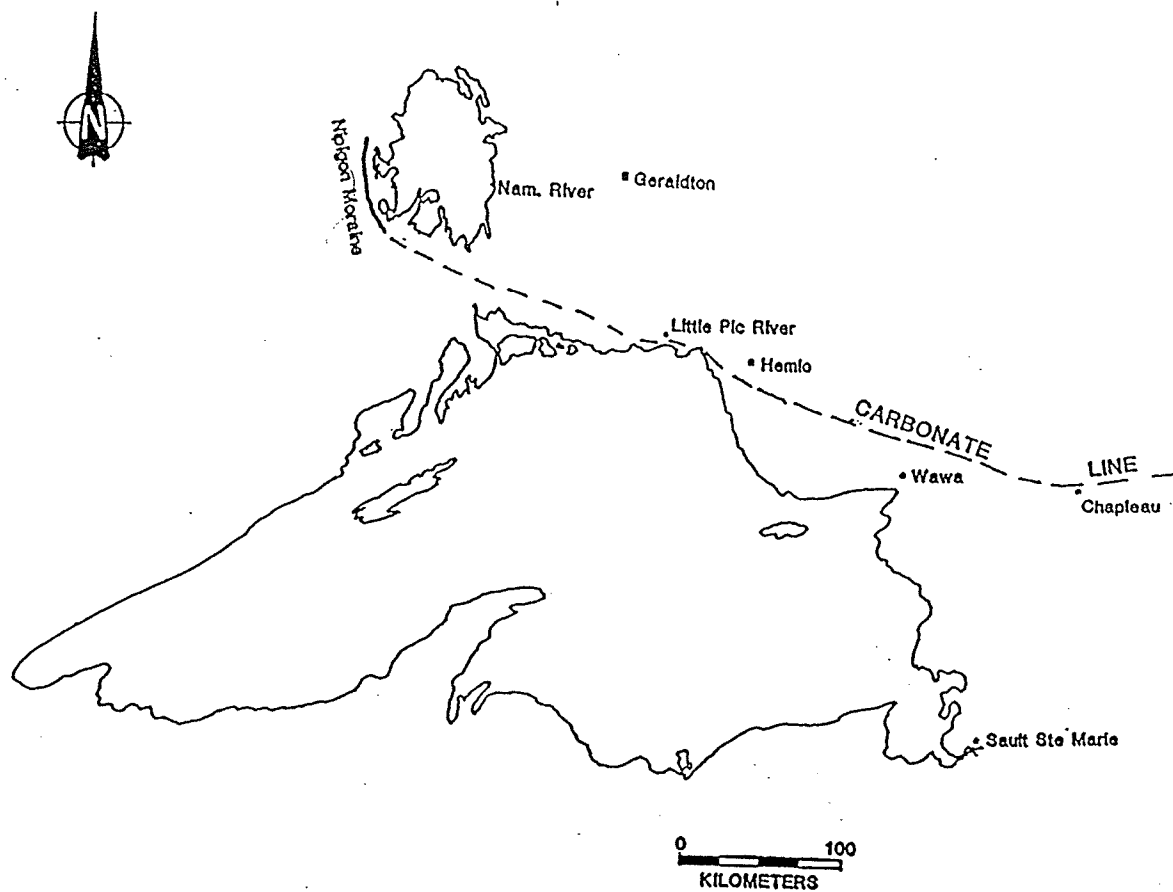 N
Nipigon Moraine
Nam. River
Geraldton
Little Pic River
Hemlo
CARBONATE
LINE
Wawa
Chapleau
Sault Ste Marie
0 100
KILOMETERS